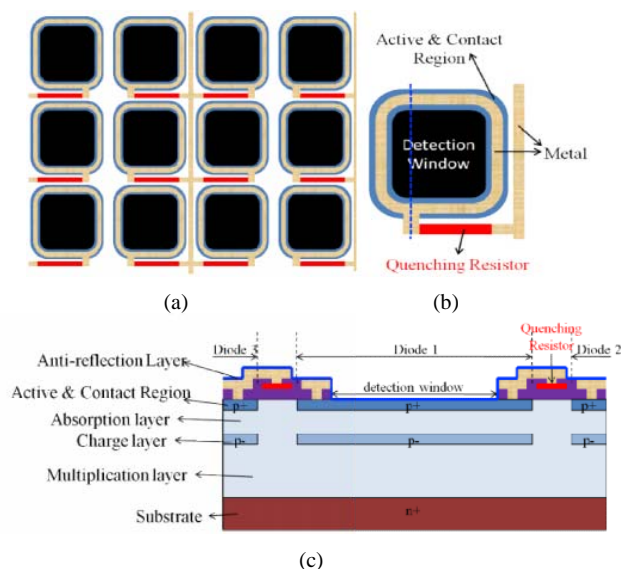 (a)
Active & Contact
Region
Detection
Window
Metal
Quenching Resistor
(b)
Quenching
Resistor
Diode 3
Diode 1
Diode 2
Anti-reflection Layer
detection window
Active & Contact Region
p+
p+
p+
Absorption layer
Charge layer
p-
p-
p-
Multiplication layer
Substrate
n+
(c)